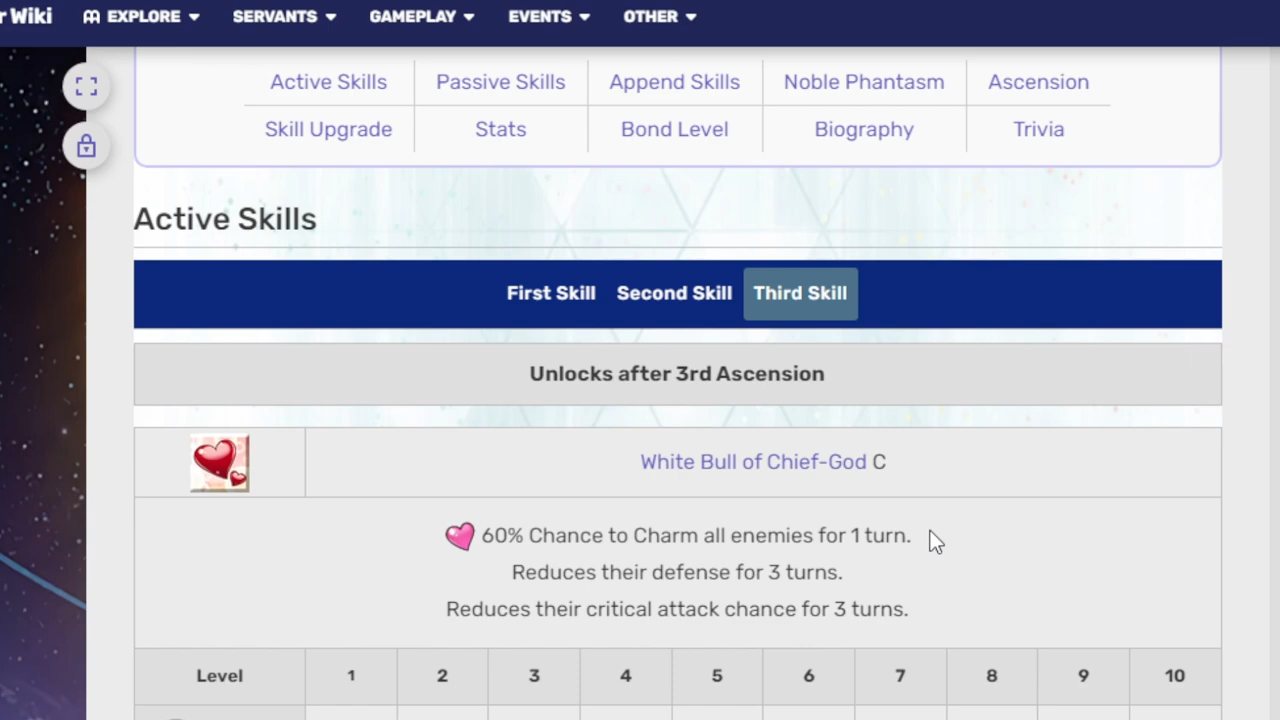 r Wiki EXPLORE SERVANTS GAMEPLAY EVENTS OTHER
Active Skills Passive Skills Append Skills Noble Phantasm Ascension
Skill Upgrade Stats Bond Level Biography Trivia
Active Skills
First Skill Second Skill Third Skill
Unlocks after 3rd Ascension
White Bull of Chief-God C
60% Chance to Charm all enemies for 1 turn.
Reduces their defense for 3 turns.
Reduces their critical attack chance for 3 turns.
Level 1 2 3 4 5 6 7 8 9 10